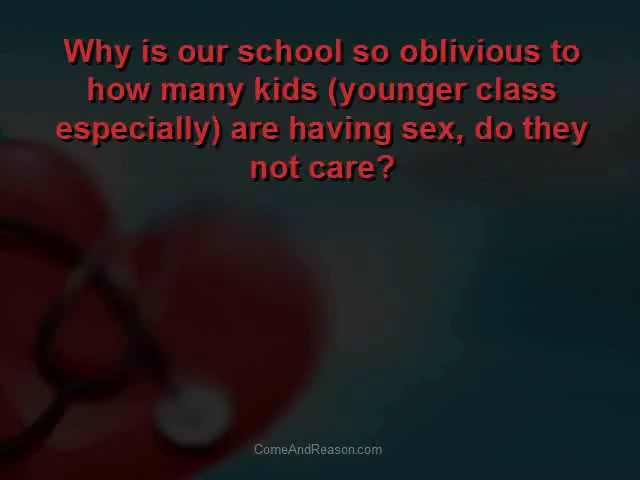 Why is our school so oblivious to
how many kids (younger class
especially) are having sex, do they
not care?
ComeAndReason.com